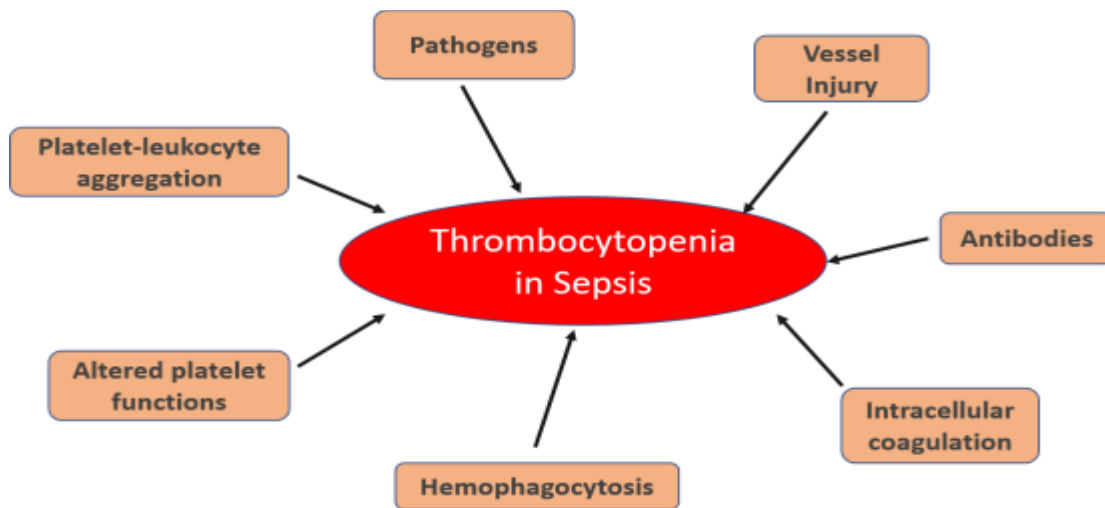 Pathogens
Vessel
Injury
Platelet-leukocyte
aggregation
Thrombocytopenia
in Sepsis
Antibodies
Altered platelet
functions
Intracellular
coagulation
Hemophagocytosis